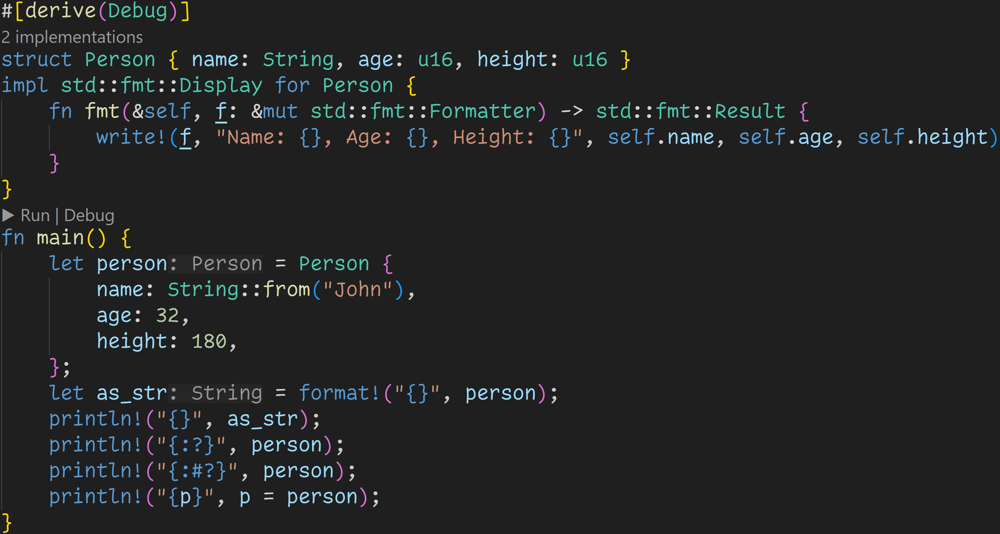 #[derive(Debug)]
2 implementations
struct Person { name: String, age: u16, height: u16 }
impl std::fmt::Display for Person {
    fn fmt(&self, f: &mut std::fmt::Formatter) -> std::fmt::Result {
        write!(f, "Name: {}, Age: {}, Height: {}", self.name, self.age, self.height)
    }
}
▶ Run | Debug
fn main() {
    let person: Person = Person {
        name: String::from("John"),
        age: 32,
        height: 180,
    };
    let as_str: String = format!("{}", person);
    println!("{}", as_str);
    println!("{:?}", person);
    println!("{:#?}", person);
    println!("{p}", p = person);
}